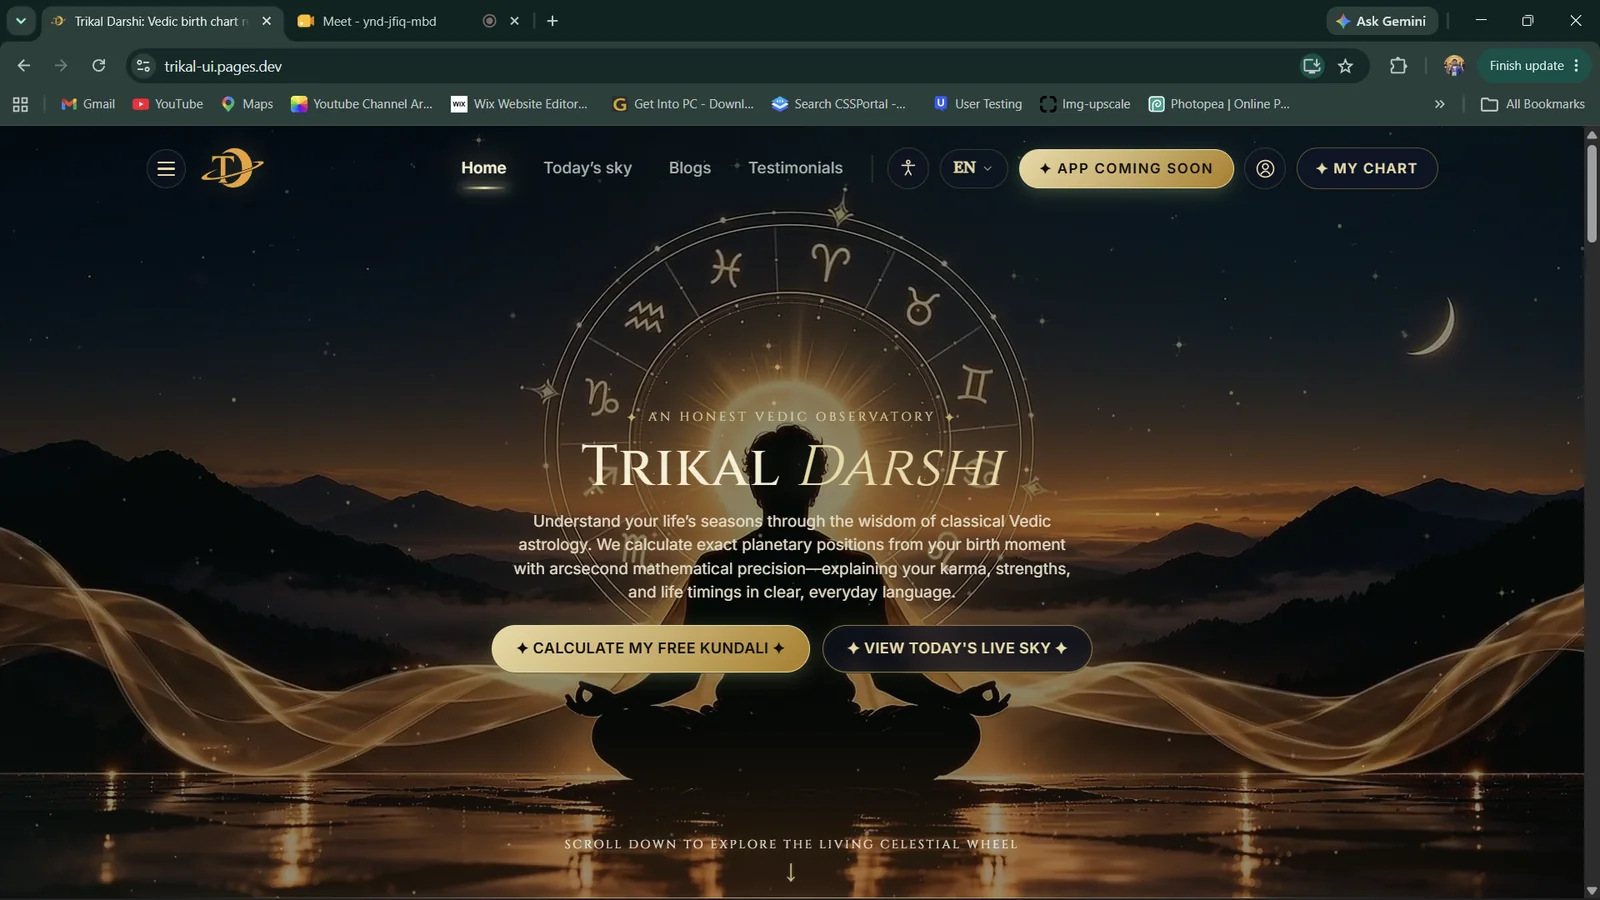 Trikal Darshi: Vedic birth chart r
Meet - ynd-jfiq-mbd
Ask Gemini
trikal-ui.pages.dev
Finish update
Gmail
YouTube
Maps
Youtube Channel Ar...
Wix Website Editor...
Get Into PC - Downl...
Search CSSPortal -...
User Testing
Img-upscale
Photopea | Online P...
All Bookmarks
TD
Home
Today's sky
Blogs
Testimonials
EN
APP COMING SOON
MY CHART
AN HONEST VEDIC OBSERVATORY
TRIKAL DARSHI
Understand your life's seasons through the wisdom of classical Vedic
astrology. We calculate exact planetary positions from your birth moment
with arcsecond mathematical precision—explaining your karma, strengths,
and life timings in clear, everyday language.
CALCULATE MY FREE KUNDALI
VIEW TODAY'S LIVE SKY
SCROLL DOWN TO EXPLORE THE LIVING CELESTIAL WHEEL